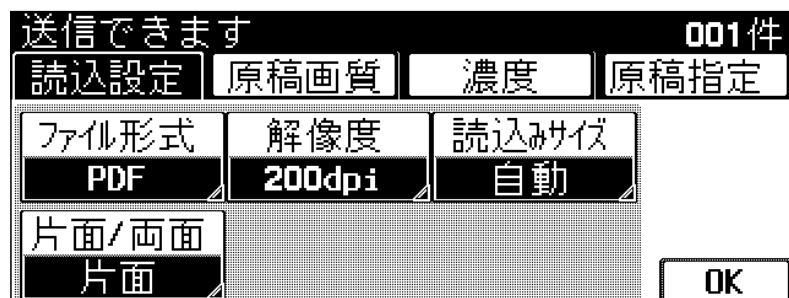 送信できます 001件
読込設定 原稿画質 濃度 原稿指定
ファイル形式 解像度 読込みサイズ
PDF 200dpi 自動
片面/両面
片面 OK